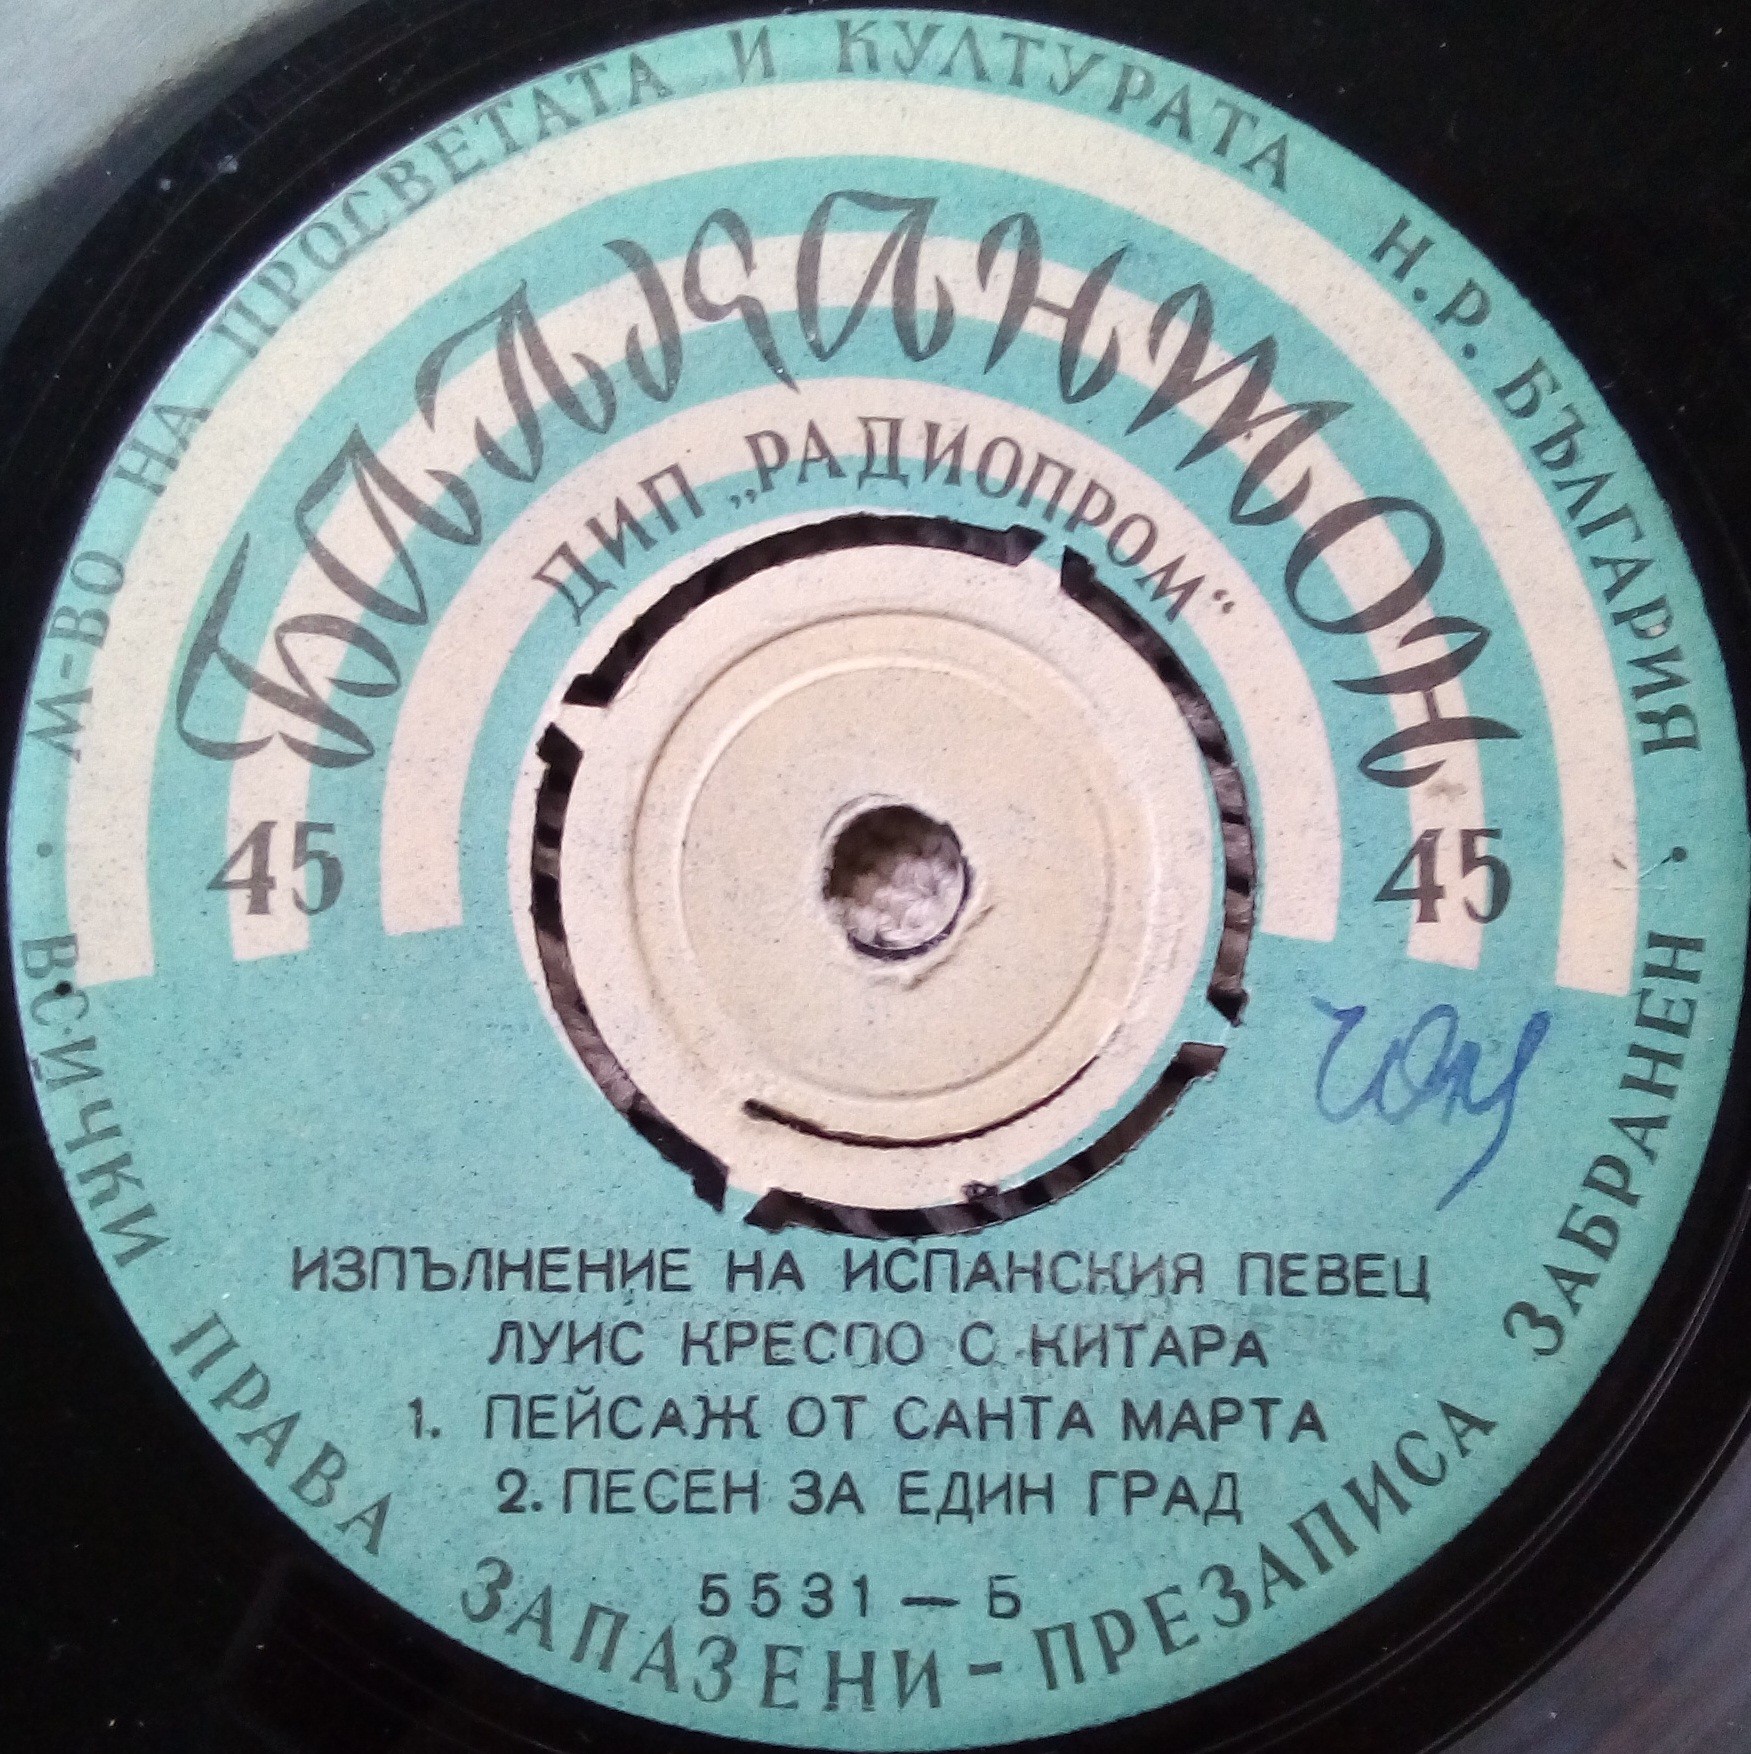 М-ВО НА ПРОСВЕТАТА И КУЛТУРАТА Н.Р. БЪЛГАРИЯ
БАЛКАНТОН
ДИП „РАДИОПРОМ“
45 45
ИЗПЪЛНЕНИЕ НА ИСПАНСКИЯ ПЕВЕЦ
ЛУИС КРЕСПО С КИТАРА
1. ПЕЙСАЖ ОТ САНТА МАРТА
2. ПЕСЕН ЗА ЕДИН ГРАД
5531 — Б
ВСИЧКИ ПРАВА ЗАПАЗЕНИ - ПРЕЗАПИСА ЗАБРАНЕН